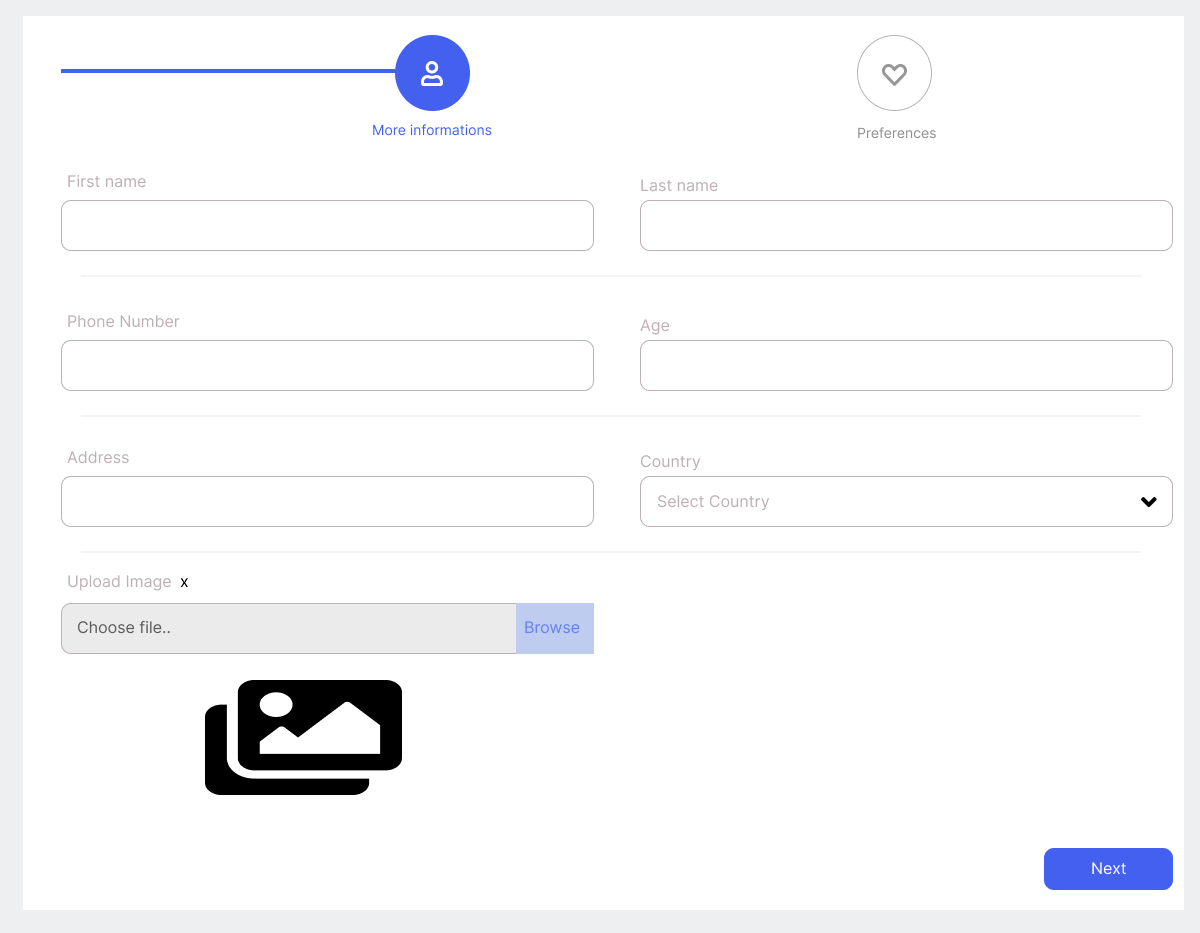 More informations
Preferences
First name
Last name
Phone Number
Age
Address
Country
Select Country
Upload Image x
Choose file..
Browse
Next